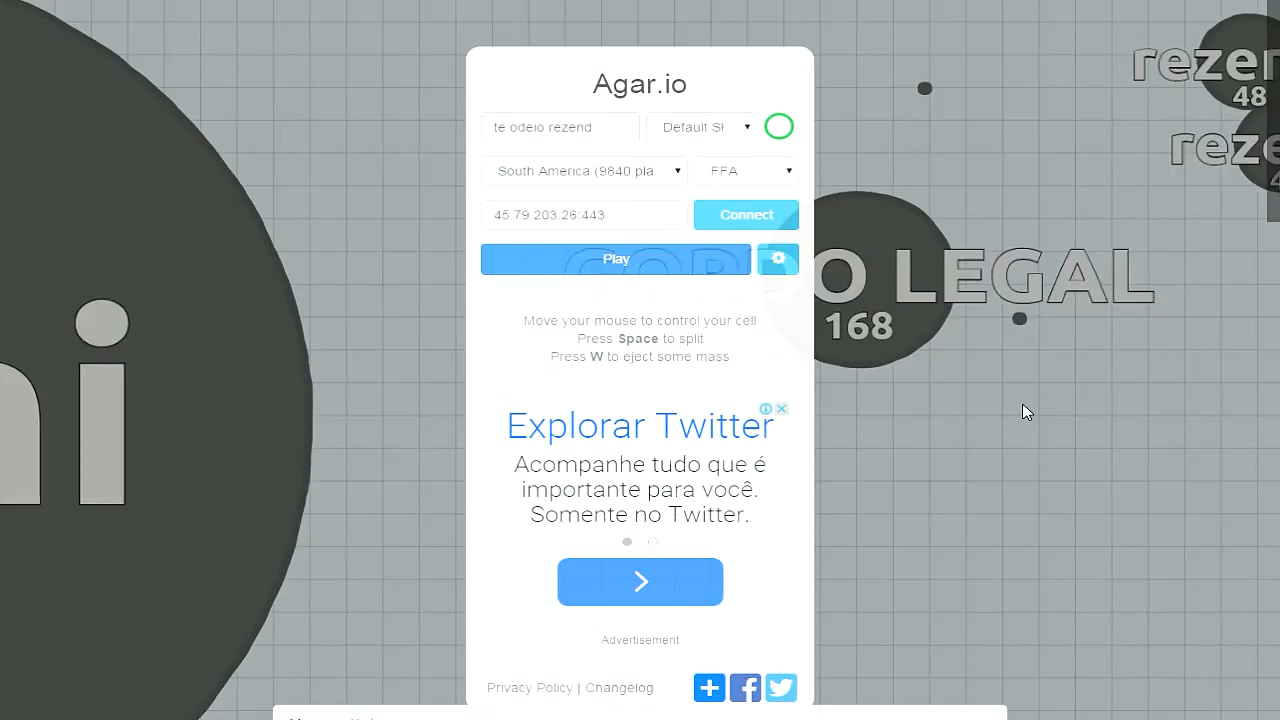 Agar.io
te odeio rezend
Default Sk
South America (9840 pla
FFA
45.79.203.26:443
Connect
Play
Move your mouse to control your cell
Press Space to split
Press W to eject some mass
Explorar Twitter
Acompanhe tudo que é
importante para você.
Somente no Twitter.
Advertisement
Privacy Policy | Changelog
ni
LEGAL
168
rezen
48
reze